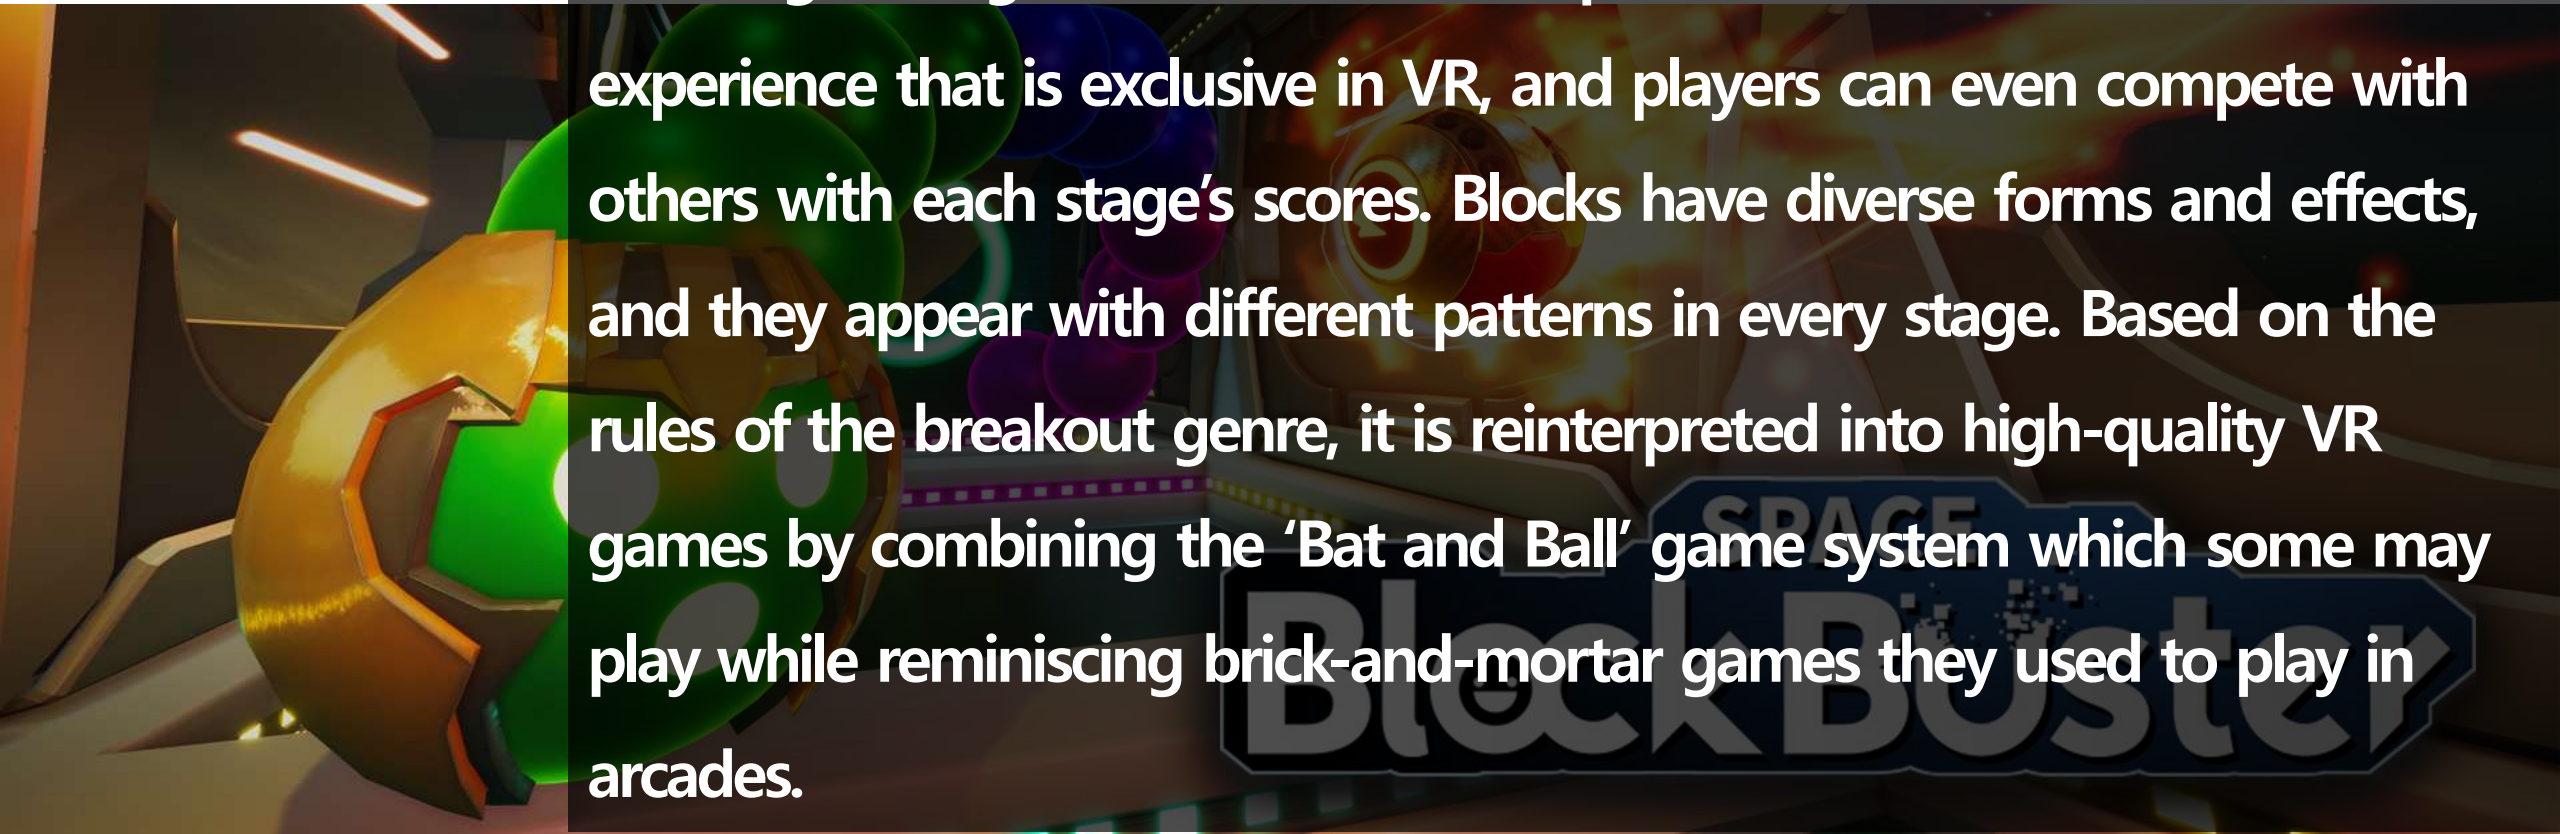 experience that is exclusive in VR, and players can even compete with
others with each stage’s scores. Blocks have diverse forms and effects,
and they appear with different patterns in every stage. Based on the
rules of the breakout genre, it is reinterpreted into high-quality VR
games by combining the ‘Bat and Ball’ game system which some may
play while reminiscing brick-and-mortar games they used to play in
arcades.
SPACE
BlockBuster